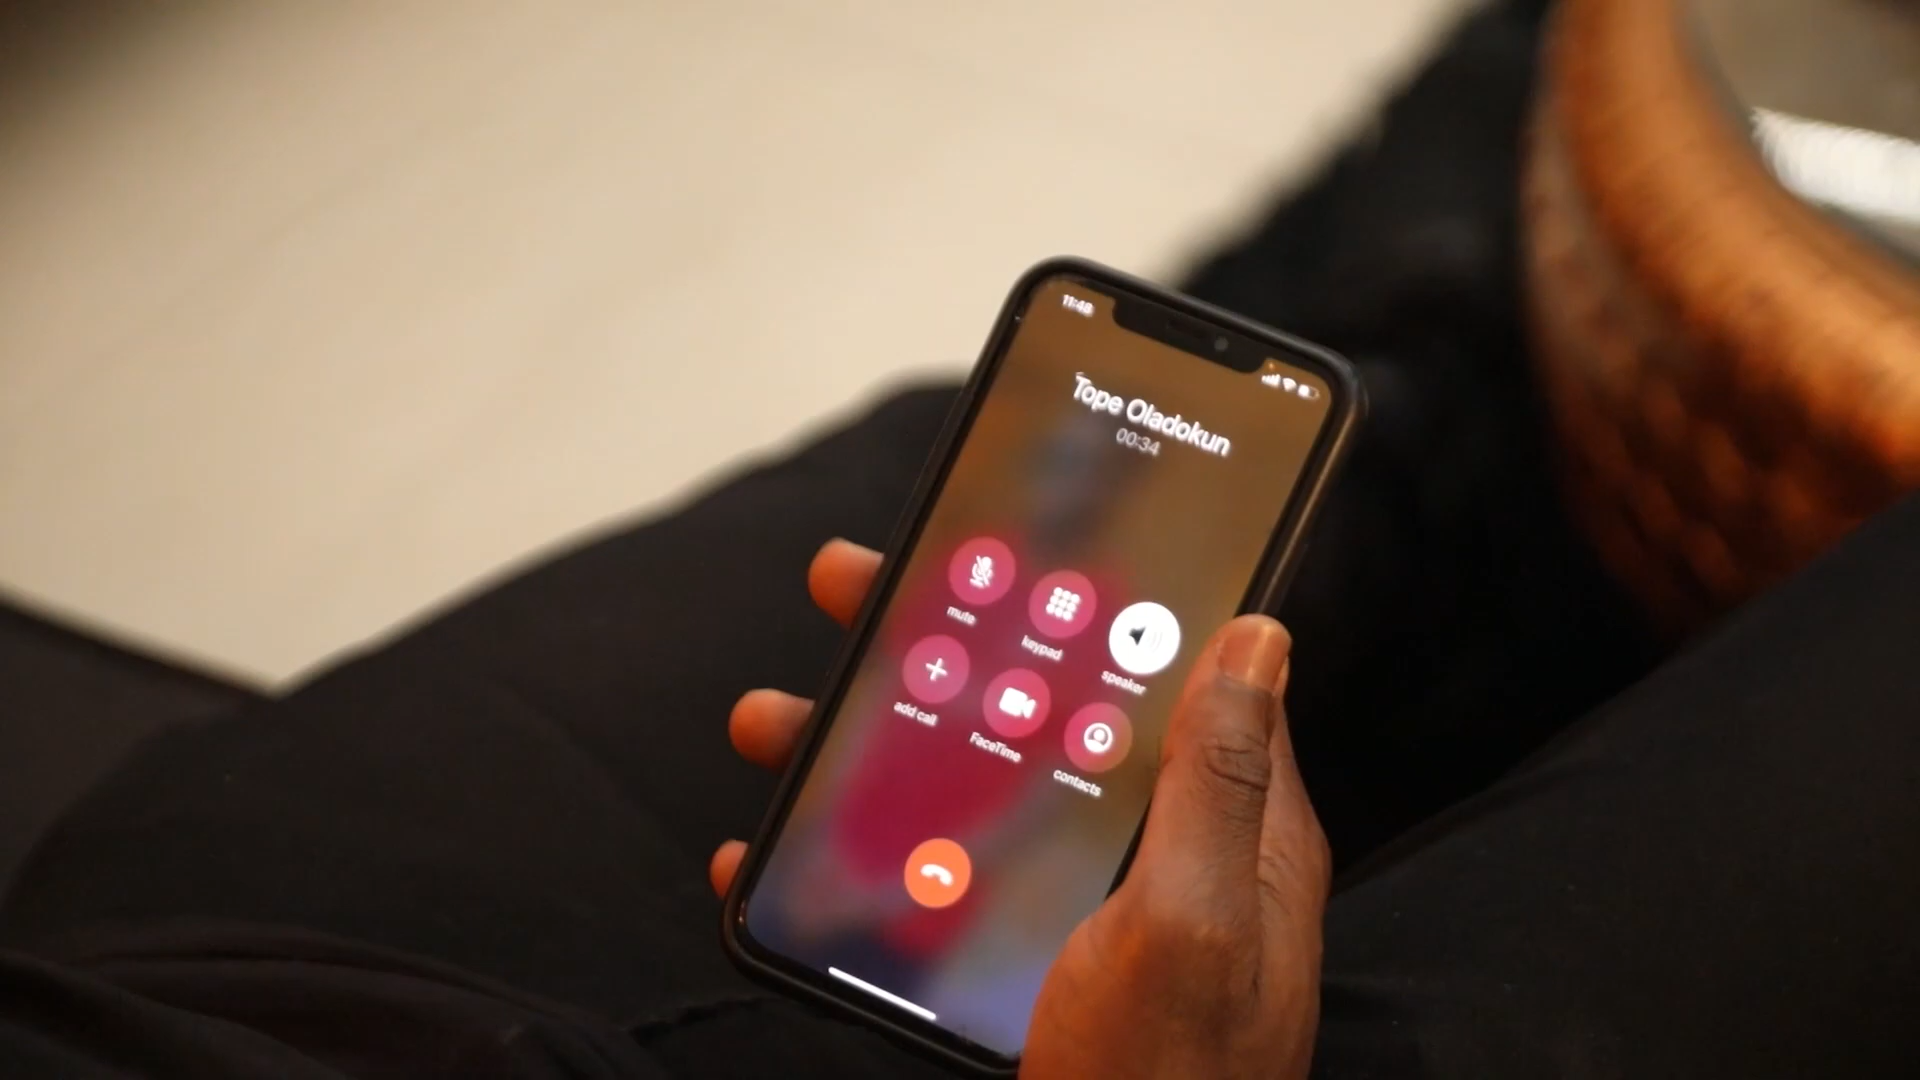 11:48
Tope Oladokun
00:34
mute
keypad
speaker
add call
FaceTime
contacts